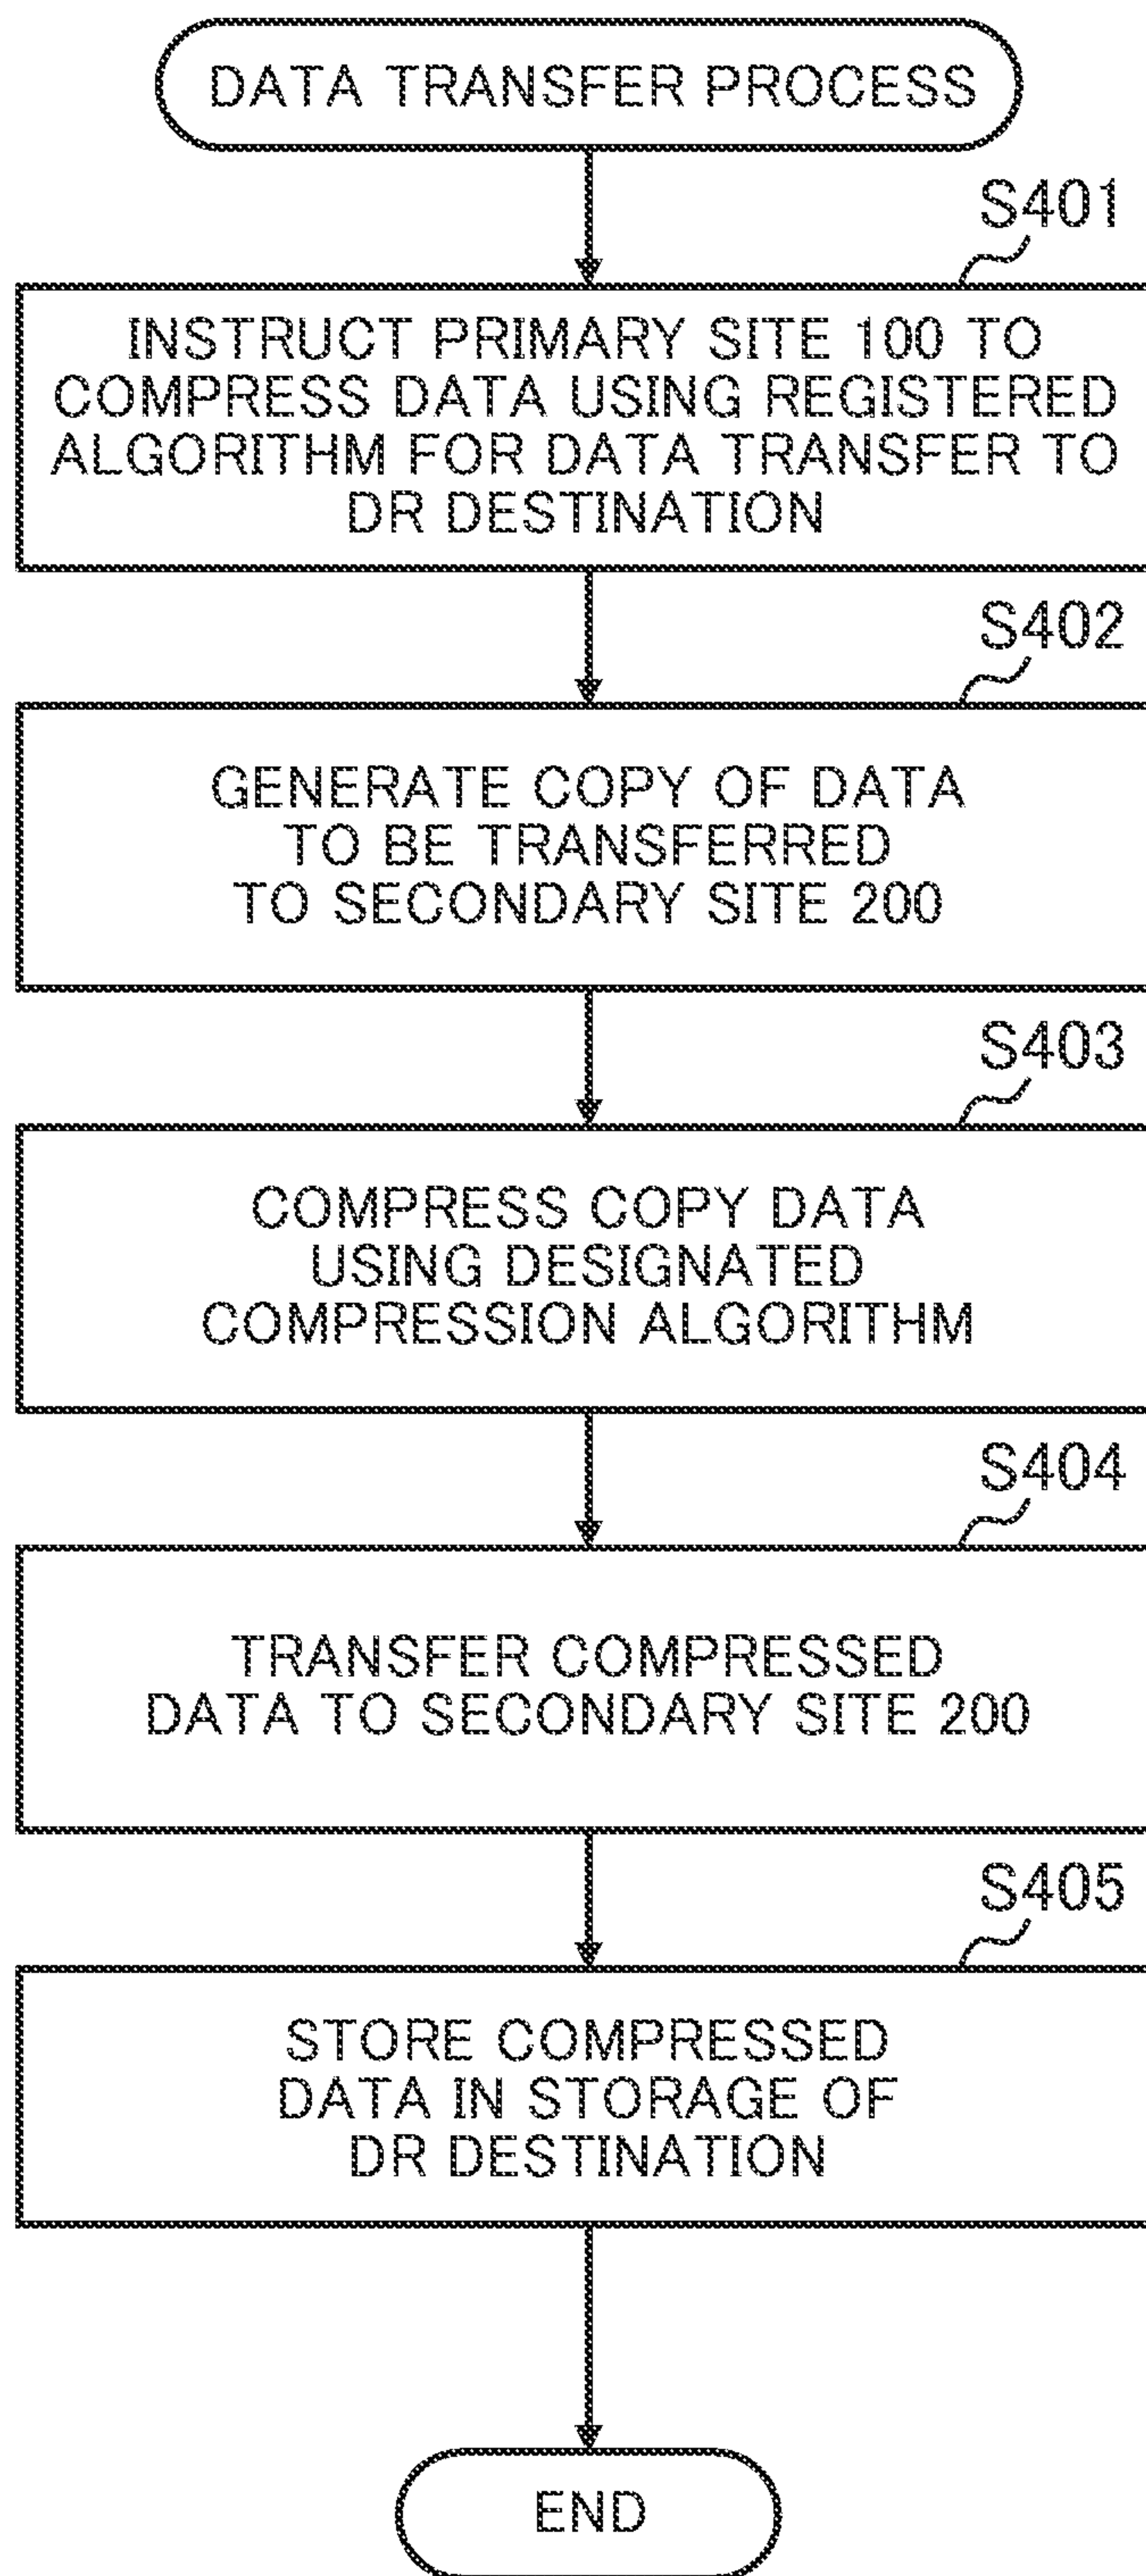 DATA TRANSFER PROCESS
S401
INSTRUCT PRIMARY SITE 100 TO
COMPRESS DATA USING REGISTERED
ALGORITHM FOR DATA TRANSFER TO
DR DESTINATION
S402
GENERATE COPY OF DATA
TO BE TRANSFERRED
TO SECONDARY SITE 200
S403
COMPRESS COPY DATA
USING DESIGNATED
COMPRESSION ALGORITHM
S404
TRANSFER COMPRESSED
DATA TO SECONDARY SITE 200
S405
STORE COMPRESSED
DATA IN STORAGE OF
DR DESTINATION
END